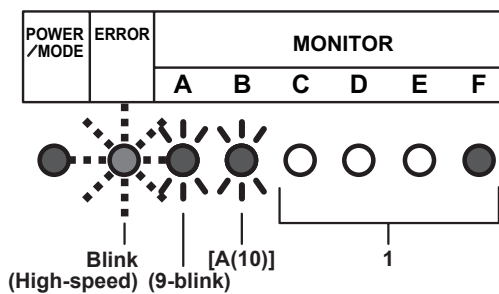 POWER
/MODE
ERROR
MONITOR
A B C D E F
Blink
(High-speed)
(9-blink)
[A(10)]
1